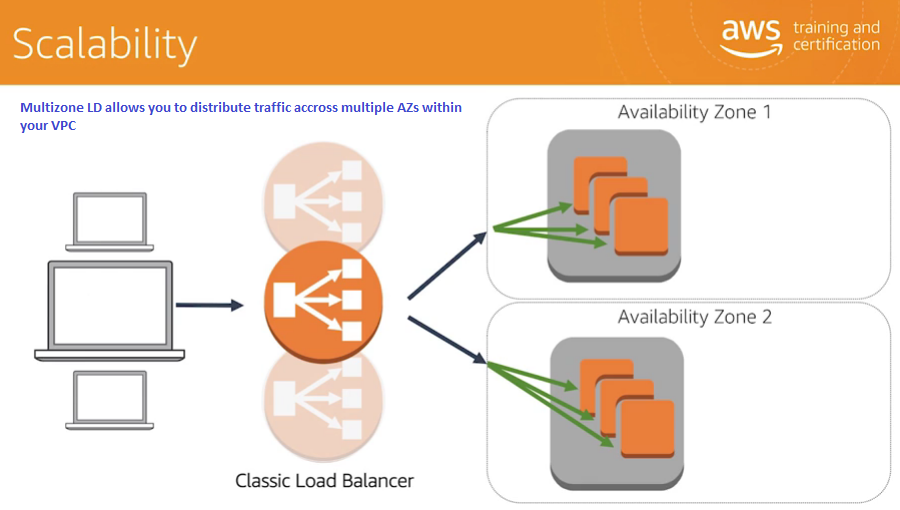 Scalability
aws training and
certification
Multizone LD allows you to distribute traffic accross multiple AZs within
your VPC
Availability Zone 1
Availability Zone 2
Classic Load Balancer